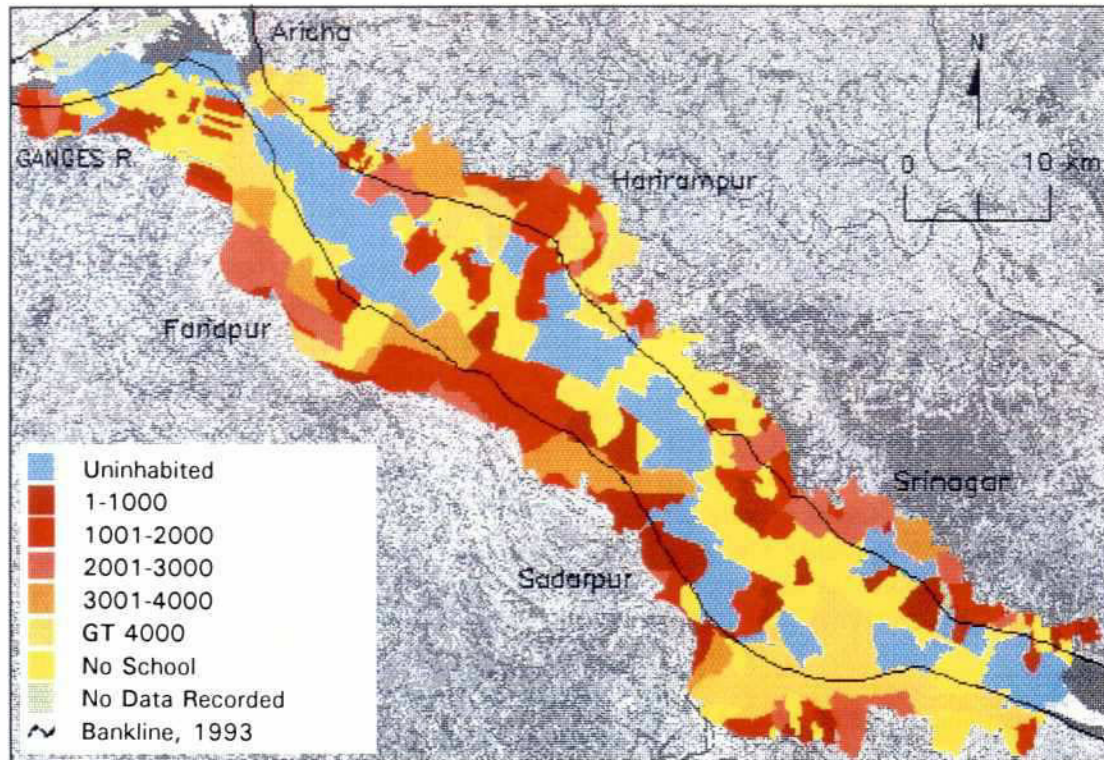 Aricha
N
GANGES R.
0 10 km
Harirampur
Faridpur
Srinagar
Sadarpur
Uninhabited
1-1000
1001-2000
2001-3000
3001-4000
GT 4000
No School
No Data Recorded
Bankline, 1993